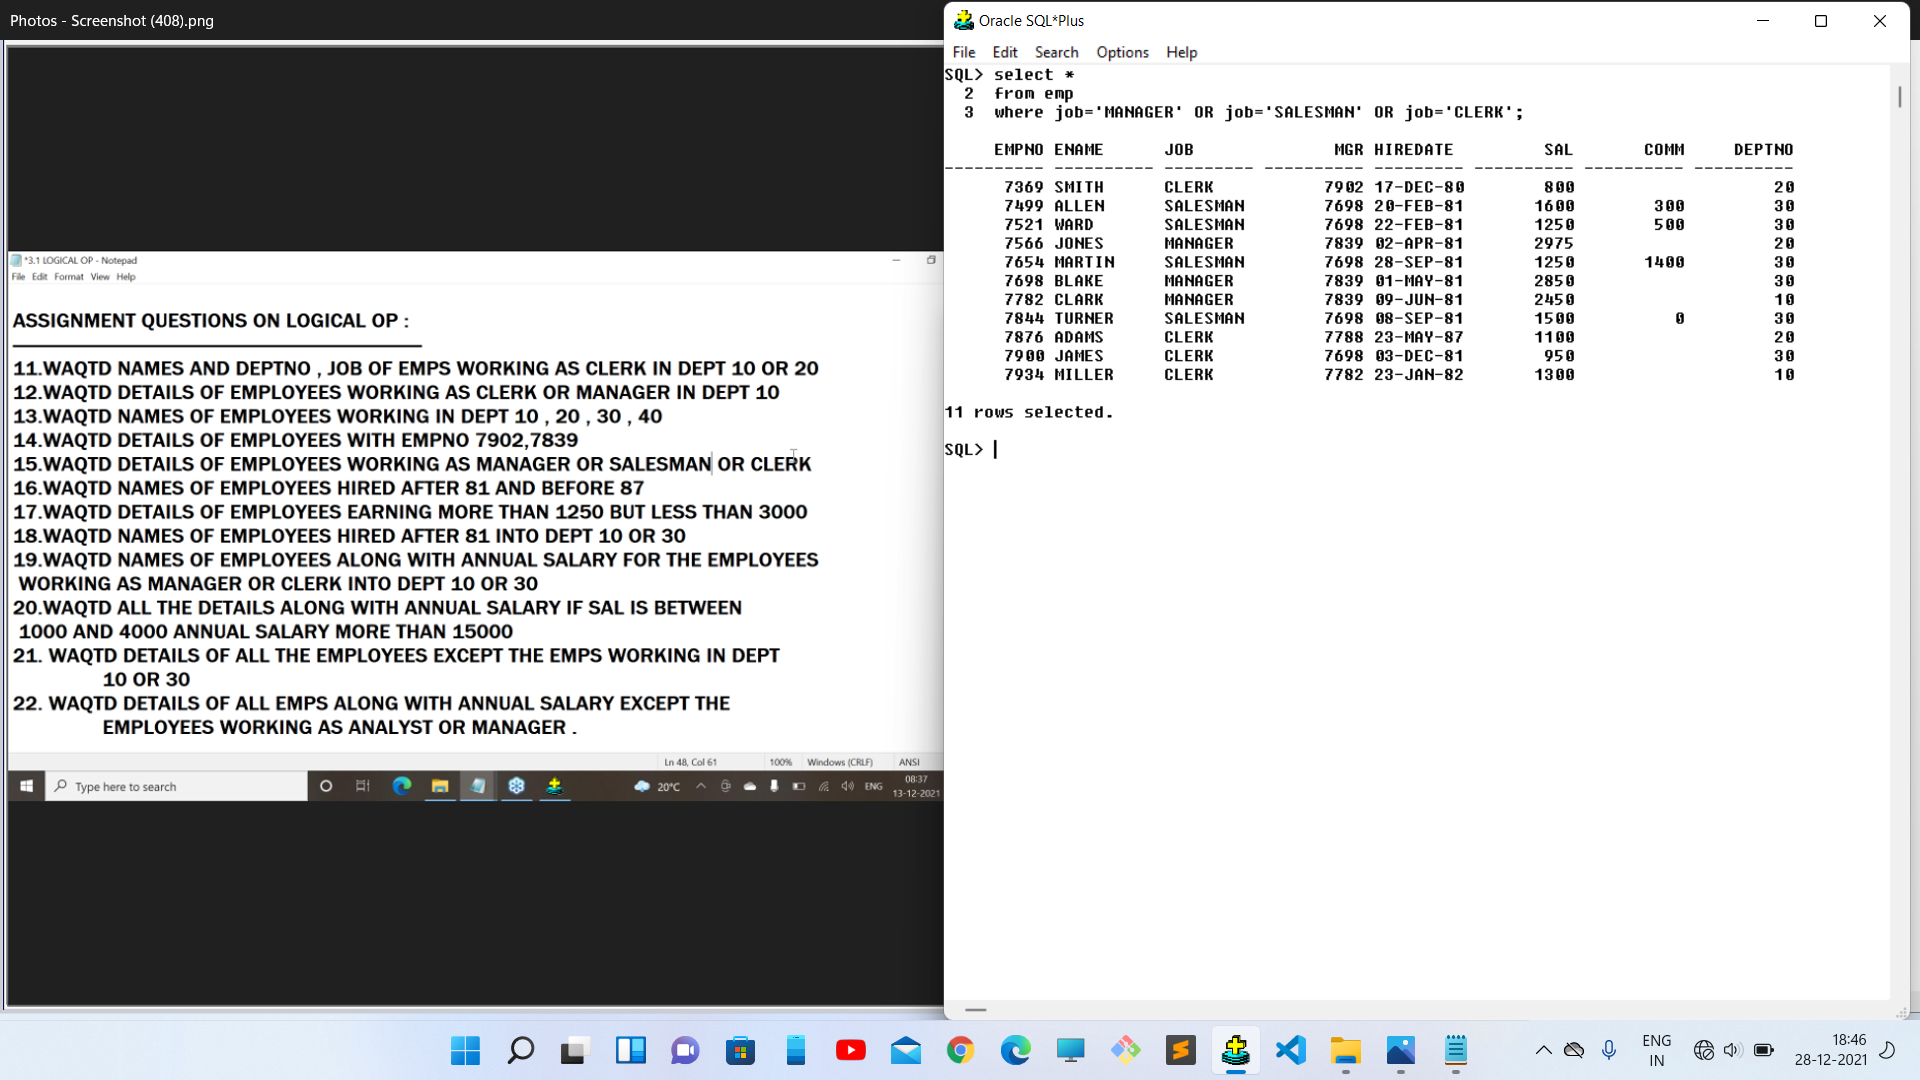 Photos - Screenshot (408).png
*3.1 LOGICAL OP - Notepad
File Edit Format View Help
ASSIGNMENT QUESTIONS ON LOGICAL OP :
11.WAQTD NAMES AND DEPTNO , JOB OF EMPS WORKING AS CLERK IN DEPT 10 OR 20
12.WAQTD DETAILS OF EMPLOYEES WORKING AS CLERK OR MANAGER IN DEPT 10
13.WAQTD NAMES OF EMPLOYEES WORKING IN DEPT 10 , 20 , 30 , 40
14.WAQTD DETAILS OF EMPLOYEES WITH EMPNO 7902,7839
15.WAQTD DETAILS OF EMPLOYEES WORKING AS MANAGER OR SALESMAN OR CLERK
16.WAQTD NAMES OF EMPLOYEES HIRED AFTER 81 AND BEFORE 87
17.WAQTD DETAILS OF EMPLOYEES EARNING MORE THAN 1250 BUT LESS THAN 3000
18.WAQTD NAMES OF EMPLOYEES HIRED AFTER 81 INTO DEPT 10 OR 30
19.WAQTD NAMES OF EMPLOYEES ALONG WITH ANNUAL SALARY FOR THE EMPLOYEES
WORKING AS MANAGER OR CLERK INTO DEPT 10 OR 30
20.WAQTD ALL THE DETAILS ALONG WITH ANNUAL SALARY IF SAL IS BETWEEN
1000 AND 4000 ANNUAL SALARY MORE THAN 15000
21. WAQTD DETAILS OF ALL THE EMPLOYEES EXCEPT THE EMPS WORKING IN DEPT
10 OR 30
22. WAQTD DETAILS OF ALL EMPS ALONG WITH ANNUAL SALARY EXCEPT THE
EMPLOYEES WORKING AS ANALYST OR MANAGER .
Ln 48, Col 61 100% Windows (CRLF) ANSI
Type here to search 20°C ENG 08:37
13-12-2021
Oracle SQL*Plus
File Edit Search Options Help
SQL> select *
2 from emp
3 where job='MANAGER' OR job='SALESMAN' OR job='CLERK';
EMPNO ENAME JOB MGR HIREDATE SAL COMM DEPTNO
---------- ---------- --------- ---------- --------- ---------- ---------- ----------
7369 SMITH CLERK 7902 17-DEC-80 800 20
7499 ALLEN SALESMAN 7698 20-FEB-81 1600 300 30
7521 WARD SALESMAN 7698 22-FEB-81 1250 500 30
7566 JONES MANAGER 7839 02-APR-81 2975 20
7654 MARTIN SALESMAN 7698 28-SEP-81 1250 1400 30
7698 BLAKE MANAGER 7839 01-MAY-81 2850 30
7782 CLARK MANAGER 7839 09-JUN-81 2450 10
7844 TURNER SALESMAN 7698 08-SEP-81 1500 0 30
7876 ADAMS CLERK 7788 23-MAY-87 1100 20
7900 JAMES CLERK 7698 03-DEC-81 950 30
7934 MILLER CLERK 7782 23-JAN-82 1300 10
11 rows selected.
SQL>
ENG
IN
18:46
28-12-2021